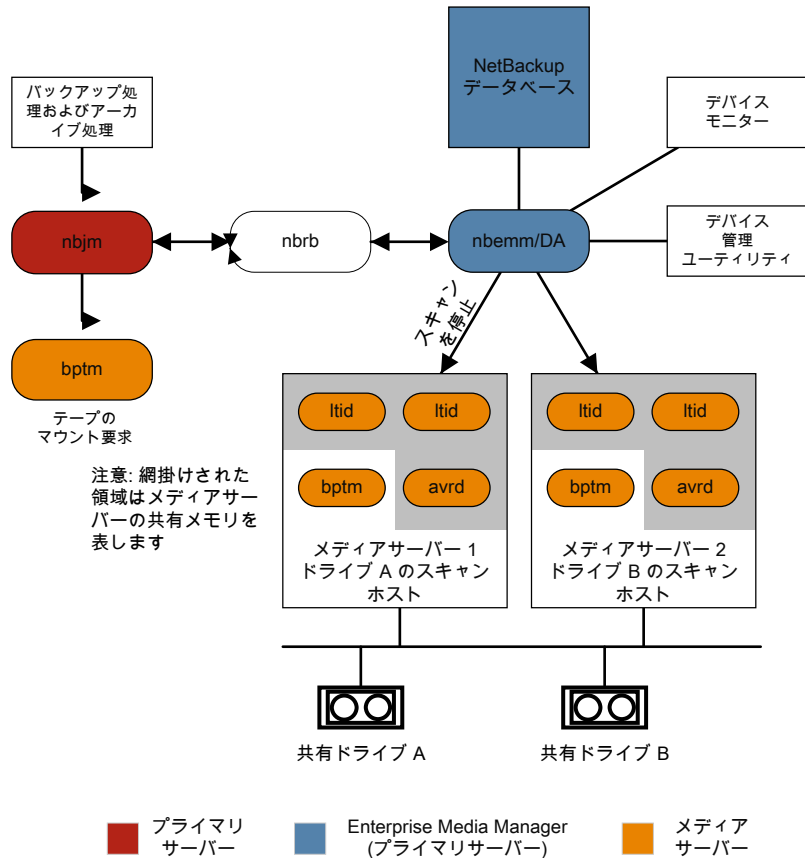 NetBackup
データベース
バックアップ処
理およびアーカ
イブ処理
デバイス
モニター
nbjm
nbrb
nbemm/DA
デバイス
管理
ユーティリティ
スキャン
を停止
bptm
テープの
マウント要求
ltid
ltid
ltid
ltid
注意: 網掛けされた
領域はメディアサー
バーの共有メモリを
表します
bptm
avrd
bptm
avrd
メディアサーバー 1
ドライブ A のスキャン
ホスト
メディアサーバー 2
ドライブ B のスキャン
ホスト
共有ドライブ A
共有ドライブ B
プライマリ
サーバー
Enterprise Media Manager
(プライマリサーバー)
メディア
サーバー